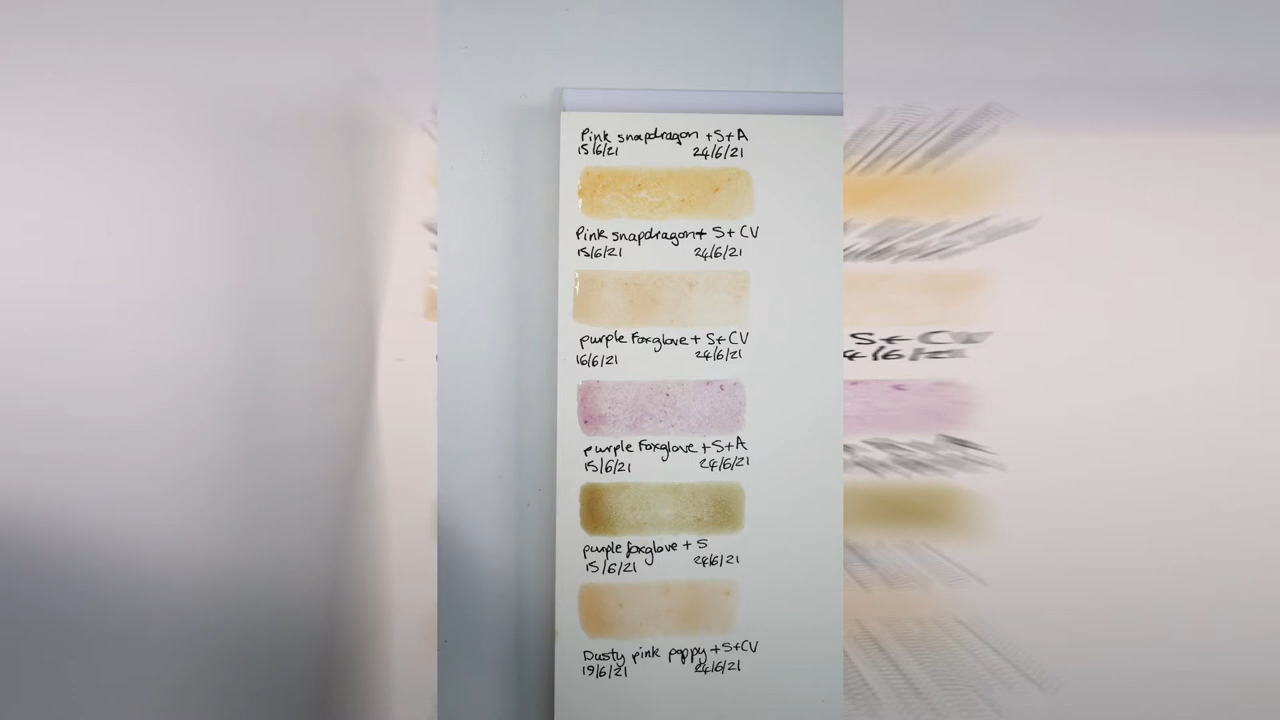 Pink snapdragon + S + A
15/6/21 24/6/21
Pink snapdragon + S + CV
15/6/21 24/6/21
purple Foxglove + S + CV
16/6/21 24/6/21
purple Foxglove + S + A
15/6/21 24/6/21
purple foxglove + S
15/6/21 24/6/21
Dusty pink poppy + S + CV
19/6/21 24/6/21